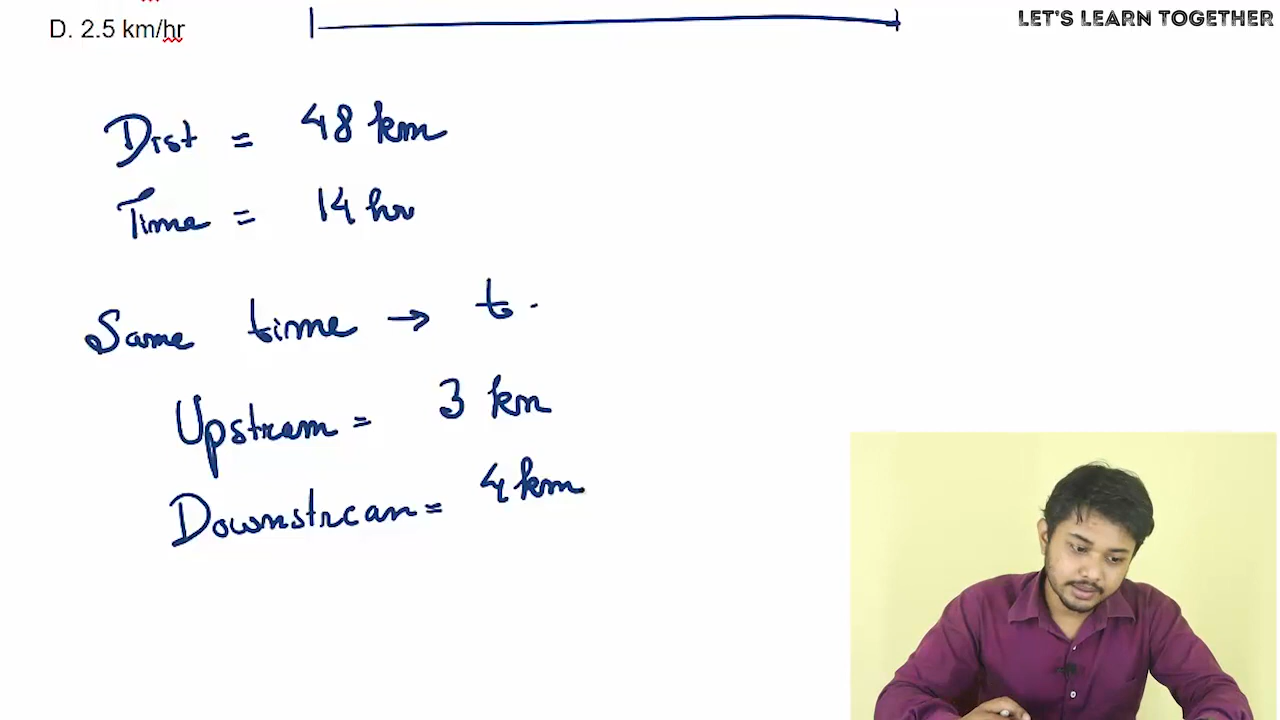 D. 2.5 km/hr
LET'S LEARN TOGETHER
Dist = 48 km
Time = 14 hr
Same time → t.
Upstram = 3 km
Downstream = 4 km